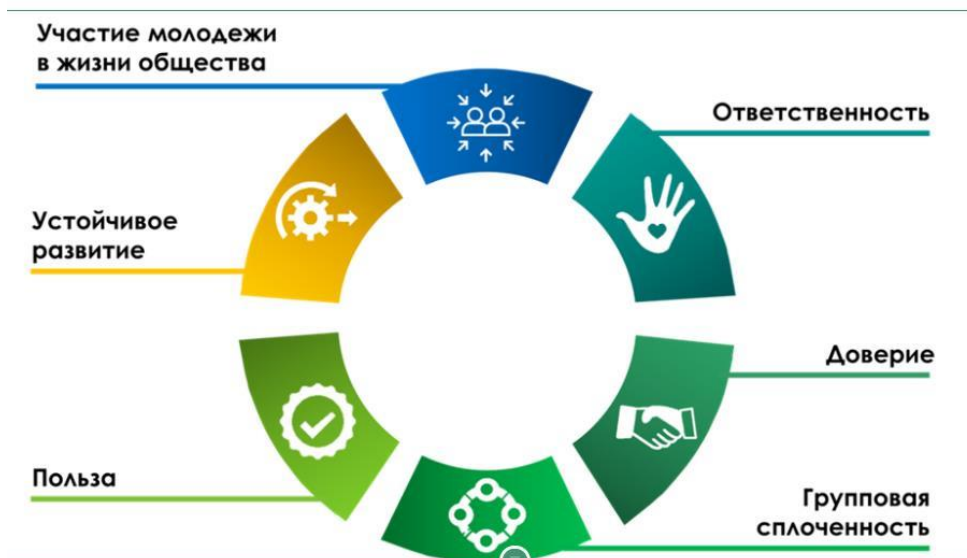 Участие молодежи
в жизни общества
Ответственность
Устойчивое
развитие
Доверие
Польза
Групповая
сплоченность